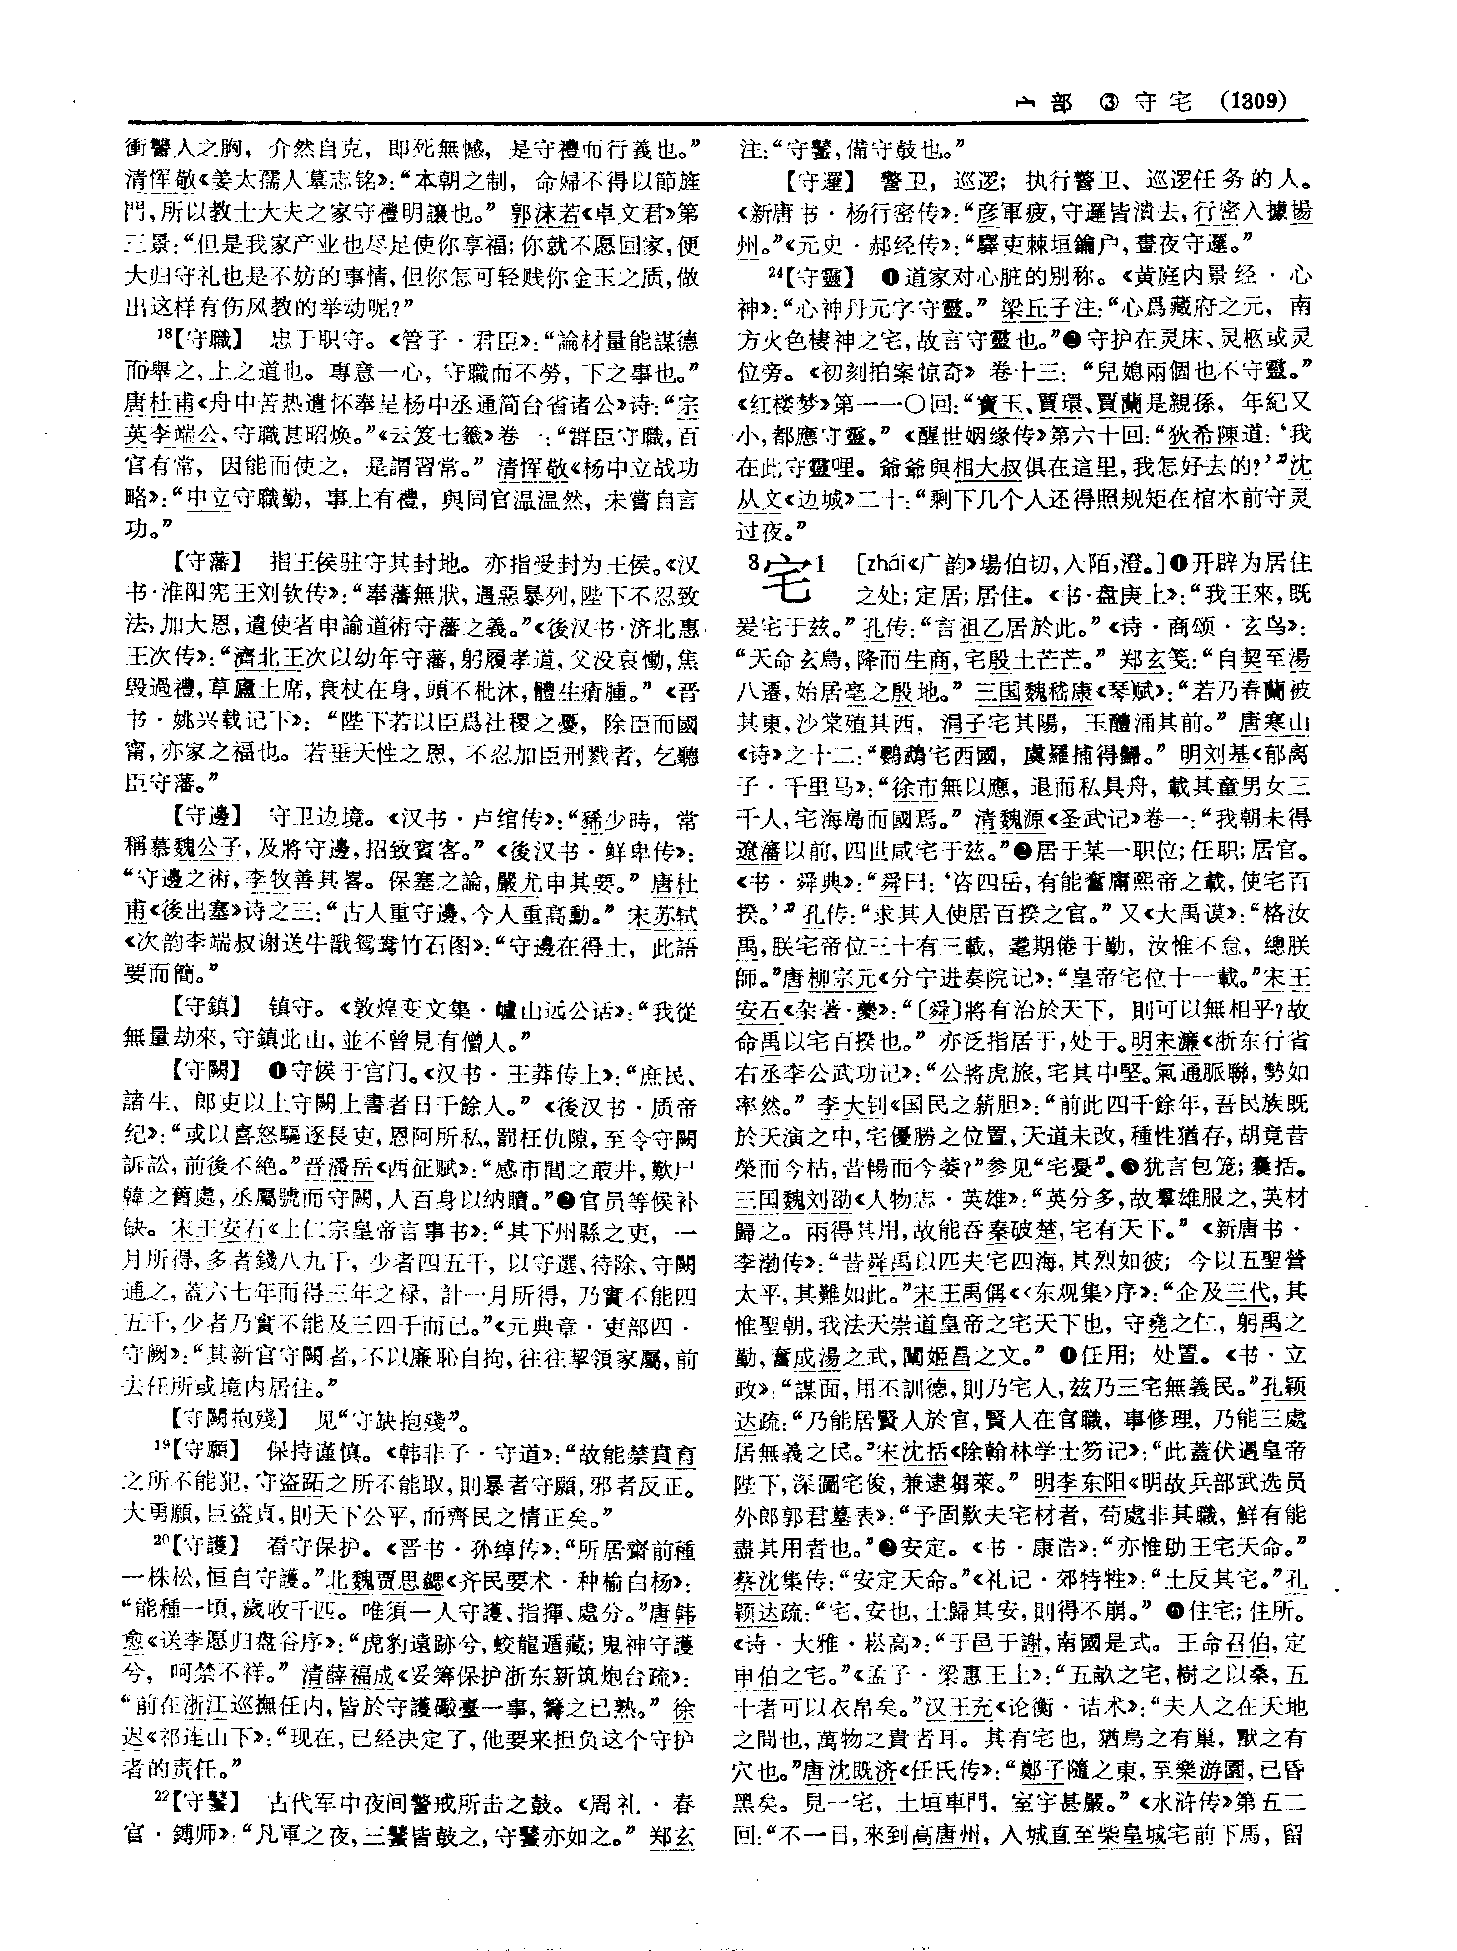 宀部 ③ 守宅 (1309)
衝讐人之胸，介然自克，即死無憾，是守禮而行義也。”
清恽敬《姜太孺人墓志铭》：“本朝之制，命婦不得以節旌
門，所以教士大夫之家守禮明讓也。”郭沫若《卓文君》第
三景：“但是我家产业也尽足使你享福；你就不愿回家，便
大归守礼也是不妨的事情，但你怎可轻贱你金玉之质，做
出这样有伤风教的举动呢？”
18【守職】 忠于职守。《管子·君臣》：“論材量能謀德
而舉之，上之道也。專意一心，守職而不勞，下之事也。”
唐杜甫《舟中苦热遣怀奉呈杨中丞通简台省诸公》诗：“宗
英李端公，守職甚昭焕。”《云笈七籤》卷一：“群臣守職，百
官有常，因能而使之，是謂習常。”清恽敬《杨中立战功
略》：“中立守職勤，事上有禮，與同官温温然，未嘗自言
功。”
【守藩】 指王侯驻守其封地。亦指受封为王侯。《汉
书·淮阳宪王刘钦传》：“奉藩無狀，過惡暴列，陛下不忍致
法，加大恩，遣使者申諭道術守藩之義。”《後汉书·济北惠
王次传》：“濟北王次以幼年守藩，躬履孝道，父没哀慟，焦
毁過禮，草廬土席，衰杖在身，頭不枇沐，體生瘡腫。”《晋
书·姚兴载记下》：“陛下若以臣爲社稷之憂，除臣而國
甯，亦家之福也。若垂天性之恩，不忍加臣刑戮者，乞聽
臣守藩。”
【守邊】 守卫边境。《汉书·卢绾传》：“豨少時，常
稱慕魏公子，及將守邊，招致賓客。”《後汉书·鲜卑传》：
“守邊之術，李牧善其畧。保塞之論，嚴尤申其要。”唐杜
甫《後出塞》诗之三：“古人重守邊，今人重高動。”宋苏轼
《次韵李端叔谢送牛戬鸳鸯竹石图》：“守邊在得士，此語
要而簡。”
【守鎮】 镇守。《敦煌变文集·嚧山远公话》：“我從
無量劫來，守鎮此山，並不曾見有僧人。”
【守闕】 ❶守候于宫门。《汉书·王莽传上》：“庶民、
諸生、郎吏以上守闕上書者日千餘人。”《後汉书·质帝
纪》：“或以喜怒驅逐長吏，恩阿所私，罰枉仇隙，至令守闕
訴訟，前後不絶。”晋潘岳《西征赋》：“感市閭之菆井，歎尸
韓之舊處，丞屬號而守闕，人百身以納贖。”❷官员等候补
缺。宋王安石《上仁宗皇帝言事书》：“其下州縣之吏，一
月所得，多者錢八九千，少者四五千，以守選、待除、守闕
通之，蓋六七年而得三年之禄，計一月所得，乃實不能四
五千，少者乃實不能及三四千而已。”《元典章·吏部四·
守阙》：“其新官守闕者，不以廉恥自拘，往往挈領家屬，前
去任所或境内居住。”
【守闕抱殘】 见“守缺抱殘”。
19【守願】 保持谨慎。《韩非子·守道》：“故能禁賁育
之所不能犯，守盗跖之所不能取，則暴者守願，邪者反正。
大勇願，巨盗貞，則天下公平，而齊民之情正矣。”
20【守護】 看守保护。《晋书·孙绰传》：“所居齋前種
一株松，恒自守護。”北魏贾思勰《齐民要术·种榆白杨》：
“能種一頃，歲收千匹。唯須一人守護、指揮、處分。”唐韩
愈《送李愿归盘谷序》：“虎豹遠跡兮，蛟龍遁藏；鬼神守護
兮，呵禁不祥。”清薛福成《妥筹保护浙东新筑炮台疏》：
“前在浙江巡撫任内，皆於守護礮臺一事，籌之已熟。”徐
迟《祁连山下》：“现在，已经决定了，他要来担负这个守护
者的责任。”
22【守鼜】 古代军中夜间警戒所击之鼓。《周礼·春
官·鎛师》：“凡軍之夜，三鼜皆鼓之，守鼜亦如之。”郑玄
注：“守鼜，備守鼓也。”
【守邏】 警卫，巡逻；执行警卫、巡逻任务的人。
《新唐书·杨行密传》：“彦軍疲，守邏皆潰去，行密入據揚
州。”《元史·郝经传》：“驛吏棘垣鑰户，晝夜守邏。”
24【守靈】 ❶道家对心脏的别称。《黄庭内景经·心
神》：“心神丹元字守靈。”梁丘子注：“心爲藏府之元，南
方火色棲神之宅，故言守靈也。”❷守护在灵床、灵柩或灵
位旁。《初刻拍案惊奇》卷十三：“兒媳兩個也不守靈。”
《红楼梦》第一一〇回：“寶玉、賈環、賈蘭是親孫，年紀又
小，都應守靈。”《醒世姻缘传》第六十回：“狄希陳道：‘我
在此守靈哩。爺爺與相大叔俱在這里，我怎好去的？’”沈
从文《边城》二十：“剩下几个人还得照规矩在棺木前守灵
过夜。”
3宅1 [zhái《广韵》場伯切，入陌，澄。]❶开辟为居住
之处；定居；居住。《书·盘庚上》：“我王來，既
爰宅于兹。”孔传：“言祖乙居於此。”《诗·商颂·玄鸟》：
“天命玄鳥，降而生商，宅殷土芒芒。”郑玄笺：“自契至湯
八遷，始居亳之殷地。”三国魏嵇康《琴赋》：“若乃春蘭被
其東，沙棠殖其西，涓子宅其陽，玉醴涌其前。”唐寒山
《诗》之十二：“鸚鵡宅西國，虞羅捕得歸。”明刘基《郁离
子·千里马》：“徐市無以應，退而私具舟，載其童男女三
千人，宅海島而國焉。”清魏源《圣武记》卷一：“我朝未得
遼瀋以前，四世咸宅于兹。”❷居于某一职位；任职；居官。
《书·舜典》：“舜曰：‘咨四岳，有能奮庸熙帝之載，使宅百
揆。’”孔传：“求其人使居百揆之官。”又《大禹谟》：“格汝
禹，朕宅帝位三十有三載，耄期倦于勤，汝惟不怠，總朕
師。”唐柳宗元《分宁进奏院记》：“皇帝宅位十一載。”宋王
安石《杂著·夔》：“〔舜〕將有治於天下，則可以無相乎？故
命禹以宅百揆也。”亦泛指居于，处于。明宋濂《浙东行省
右丞李公武功记》：“公將虎旅，宅其中堅。氣通脈聯，勢如
率然。”李大钊《国民之薪胆》：“前此四千餘年，吾民族既
於天演之中，宅優勝之位置，天道未改，種性猶存，胡竟昔
榮而今枯，昔暢而今萎？”参见“宅憂”。❸犹言包笼；囊括。
三国魏刘劭《人物志·英雄》：“英分多，故羣雄服之，英材
歸之。兩得其用，故能吞秦破楚，宅有天下。”《新唐书·
李渤传》：“昔舜禹以匹夫宅四海，其烈如彼；今以五聖營
太平，其難如此。”宋王禹偁《〈东观集〉序》：“企及三代，其
惟聖朝，我法天崇道皇帝之宅天下也，守堯之仁，躬禹之
勤，奮成湯之武，闡姬昌之文。”❹任用；处置。《书·立
政》：“謀面，用丕訓德，則乃宅人，兹乃三宅無義民。”孔颖
达疏：“乃能居賢人於官，賢人在官職，事修理，乃能三處
居無義之民。”宋沈括《除翰林学士笏记》：“此蓋伏遇皇帝
陛下，深圖宅俊，兼逮芻蕘。”明李东阳《明故兵部武选员
外郎郭君墓表》：“予固歎夫宅材者，苟處非其職，鮮有能
盡其用者也。”❺安定。《书·康诰》：“亦惟助王宅天命。”
蔡沈集传：“安定天命。”《礼记·郊特牲》：“土反其宅。”孔
颖达疏：“宅，安也，土歸其安，則得不崩。”❻住宅；住所。
《诗·大雅·崧高》：“于邑于謝，南國是式。王命召伯，定
申伯之宅。”《孟子·梁惠王上》：“五畝之宅，樹之以桑，五
十者可以衣帛矣。”汉王充《论衡·诘术》：“夫人之在天地
之間也，萬物之貴者耳。其有宅也，猶鳥之有巢，獸之有
穴也。”唐沈既济《任氏传》：“鄭子隨之東，至樂游園，已昏
黑矣。見一宅，土垣車門，室宇甚嚴。”《水浒传》第五二
回：“不一日，來到高唐州，入城直至柴皇城宅前下馬，留